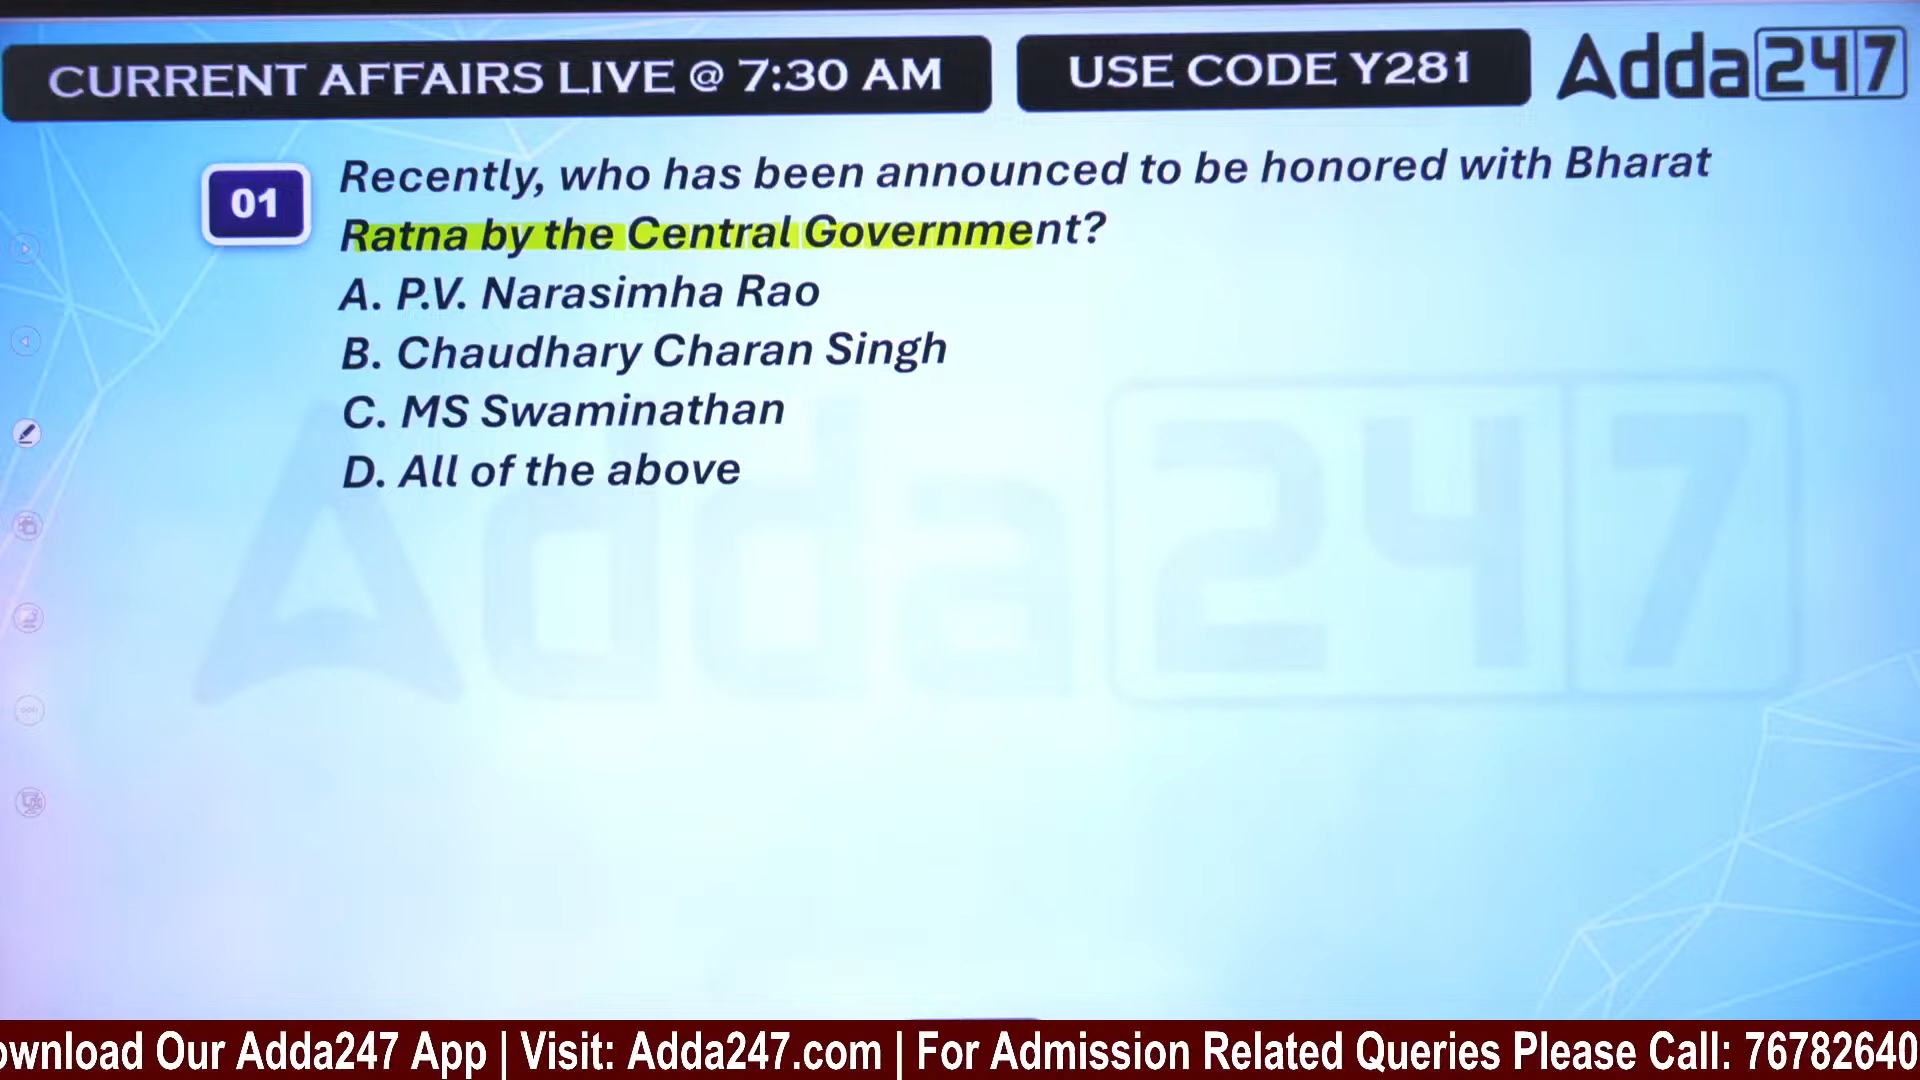 CURRENT AFFAIRS LIVE @ 7:30 AM
USE CODE Y281
Adda247
01
Recently, who has been announced to be honored with Bharat
Ratna by the Central Government?
A. P.V. Narasimha Rao
B. Chaudhary Charan Singh
C. MS Swaminathan
D. All of the above
Adda247
ownload Our Adda247 App | Visit: Adda247.com | For Admission Related Queries Please Call: 76782640